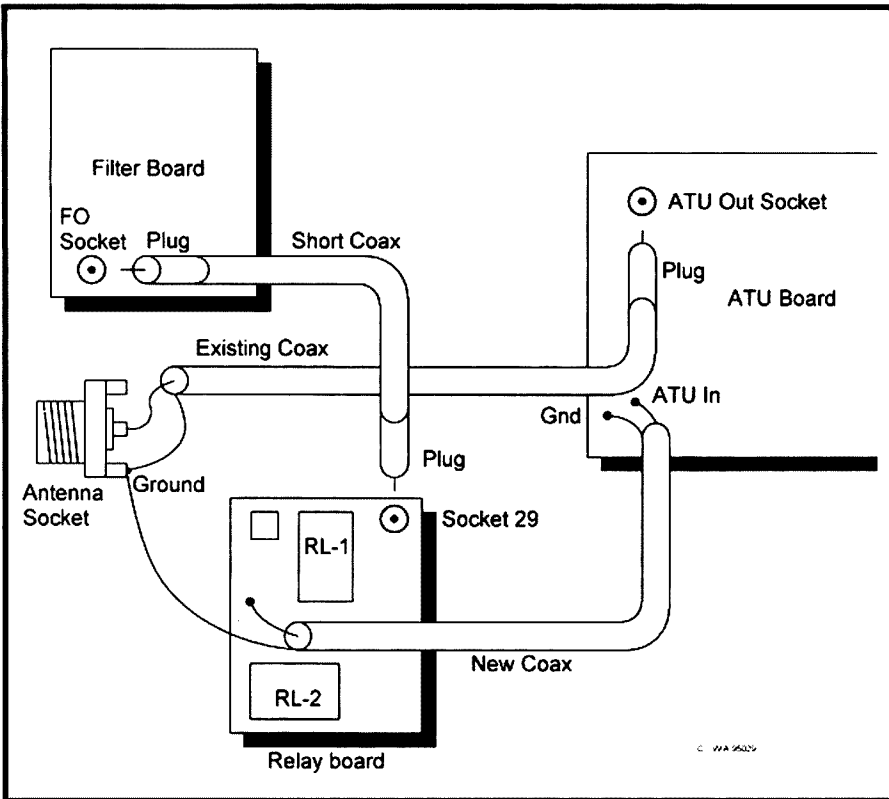 Filter Board
FO
Socket
Plug
Short Coax
ATU Out Socket
Plug
ATU Board
Existing Coax
ATU In
Gnd
Plug
Ground
Antenna
Socket
Socket 29
RL-1
New Coax
RL-2
Relay board